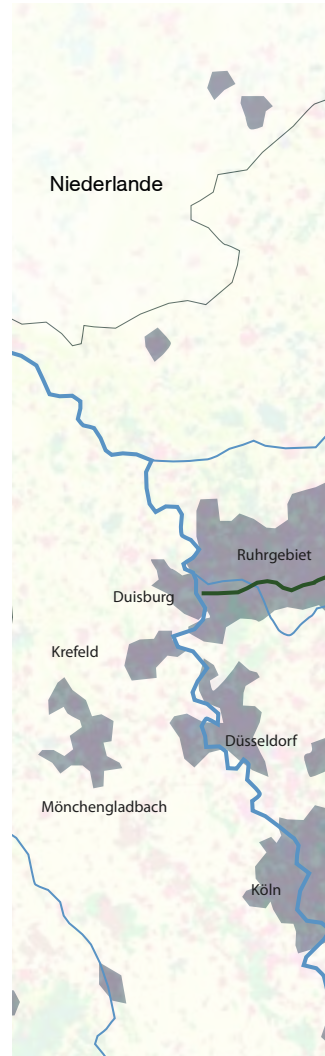 Niederlande
Ruhrgebiet
Duisburg
Krefeld
Düsseldorf
Mönchengladbach
Köln